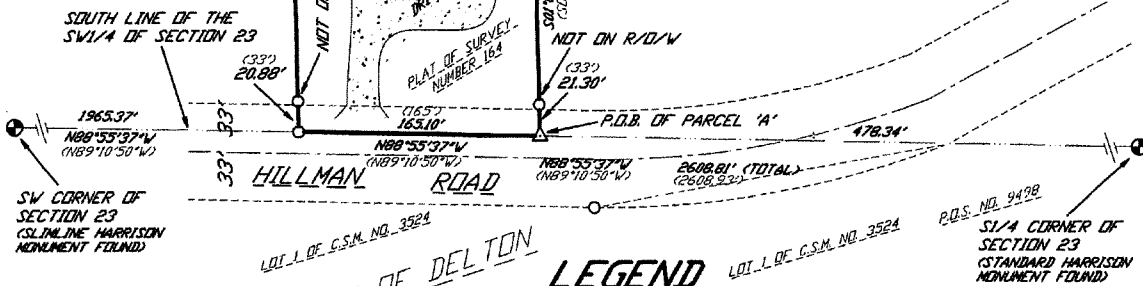 SOUTH LINE OF THE
SW1/4 OF SECTION 23
NOT ON R/O/W
PLAT OF SURVEY
NUMBER 164
NOT ON R/O/W
(33')
20.88'
(33')
21.30'
1965.37'
N88°55'37"W
(N89°10'50"W)
33'
33'
(165')
165.10'
N88°55'37"W
(N89°10'50"W)
P.O.B. OF PARCEL 'A'
478.34'
N88°55'37"W
(N89°10'50"W)
2608.81' (TOTAL)
(2608.93')
HILLMAN ROAD
SW CORNER OF
SECTION 23
(SLIMLINE HARRISON
MONUMENT FOUND)
LOT 1 OF C.S.M. NO. 3524
OF DELTON
LEGEND
LOT 1 OF C.S.M. NO. 3524
P.O.S. NO. 9498
S1/4 CORNER OF
SECTION 23
(STANDARD HARRISON
MONUMENT FOUND)